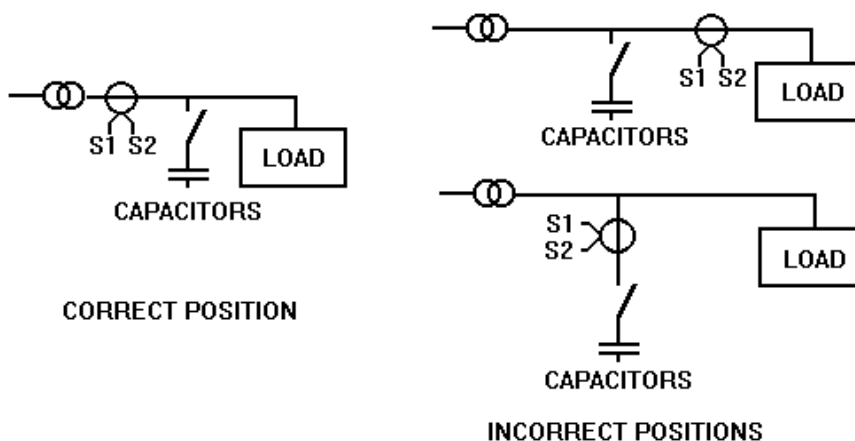 S1 S2
LOAD
CAPACITORS
CORRECT POSITION
S1 S2
LOAD
CAPACITORS
S1
S2
LOAD
CAPACITORS
INCORRECT POSITIONS